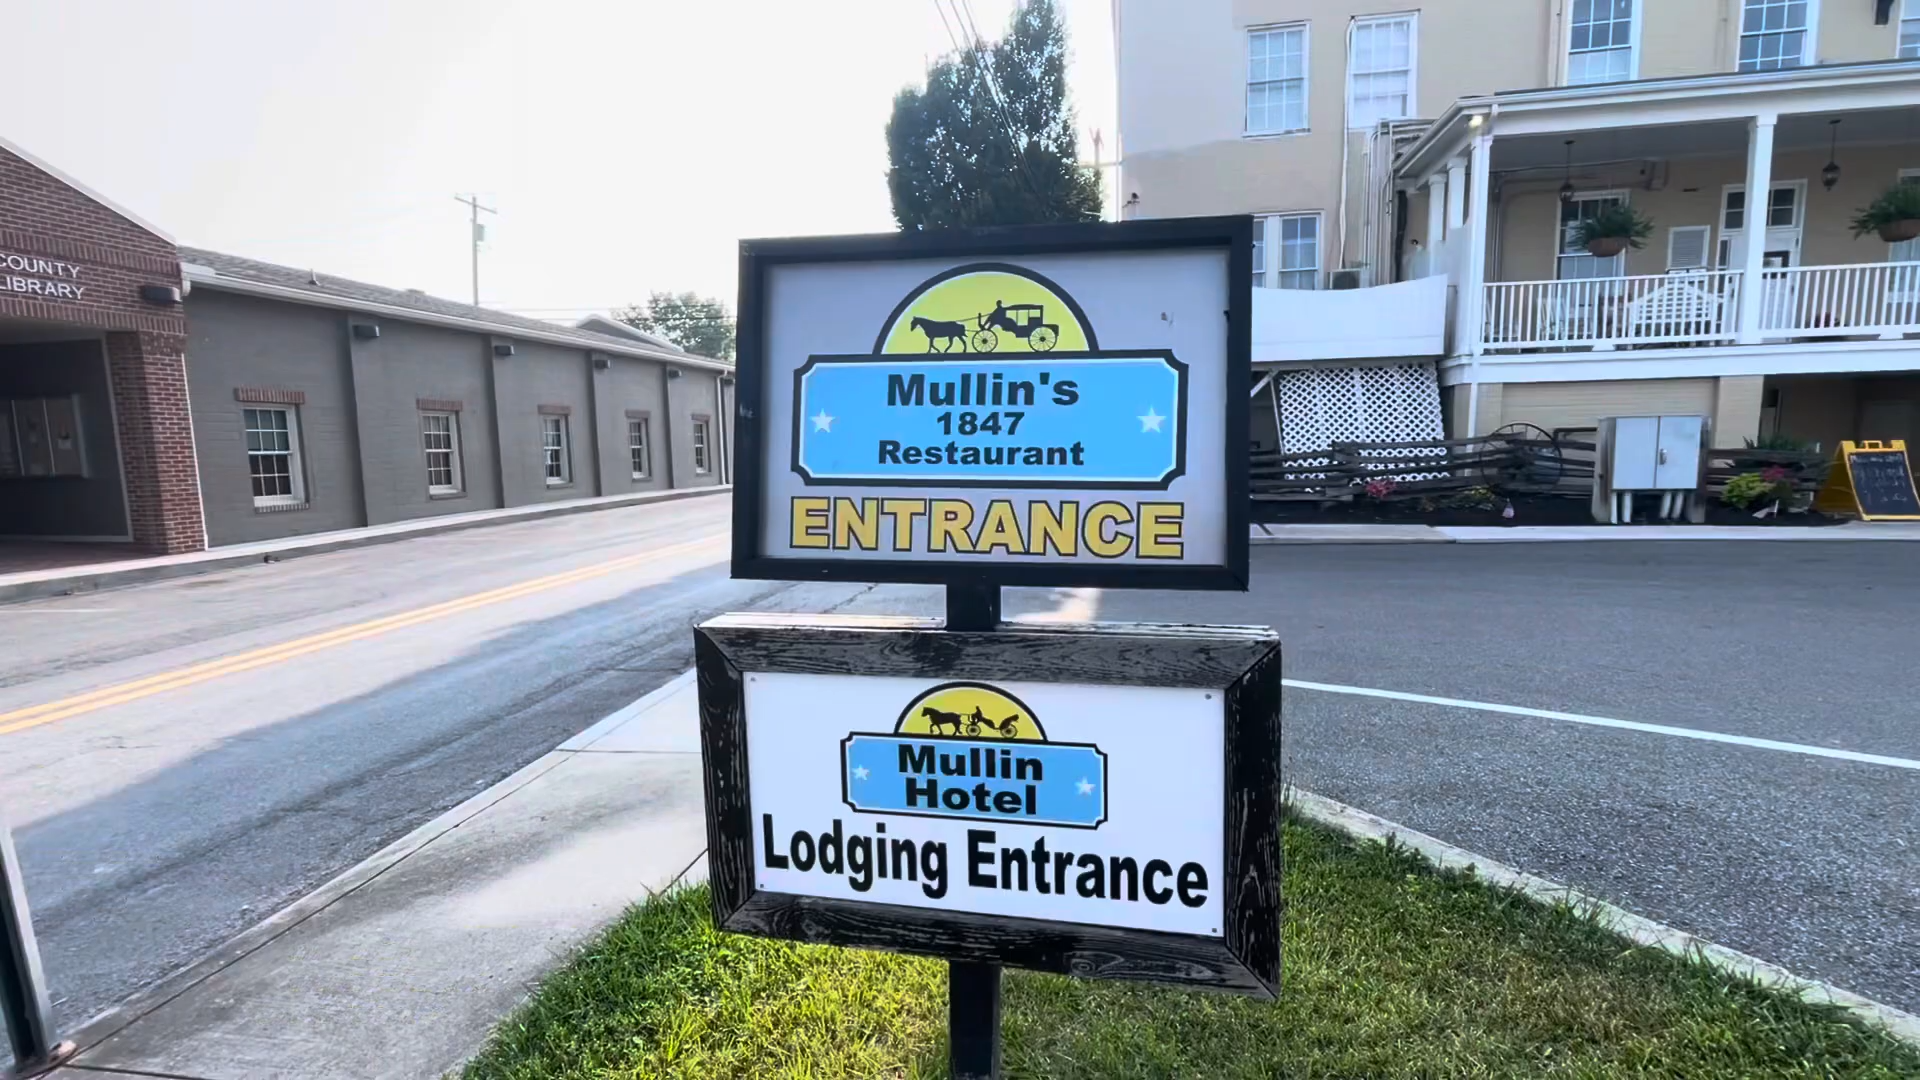 COUNTY
LIBRARY
Mullin's
1847
Restaurant
ENTRANCE
Mullin
Hotel
Lodging Entrance